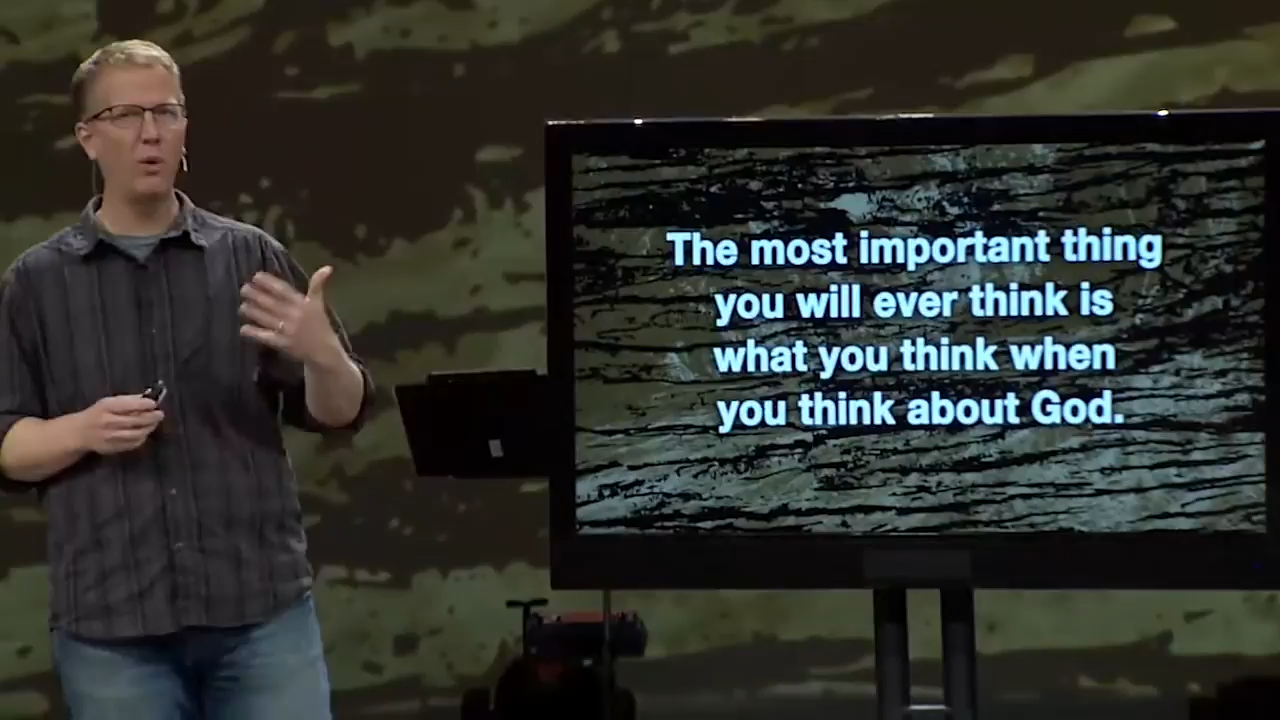 The most important thing
you will ever think is
what you think when
you think about God.